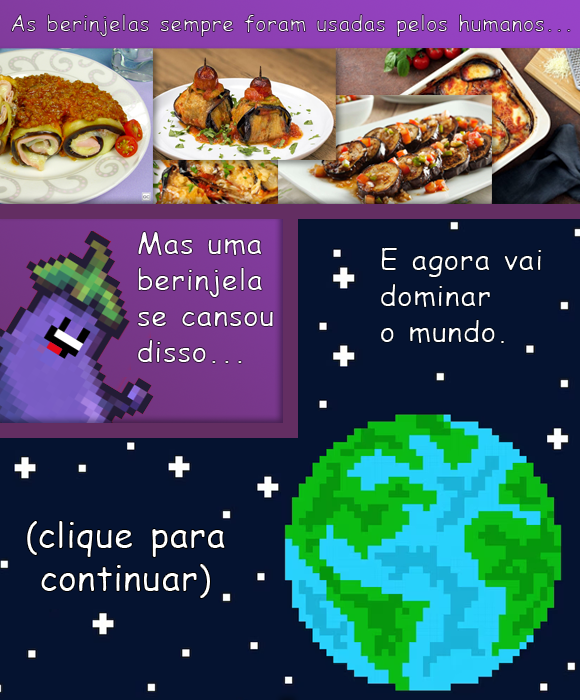 As berinjelas sempre foram usadas pelos humanos...
Mas uma
berinjela
se cansou
disso...
E agora vai
dominar
o mundo.
(clique para
continuar)